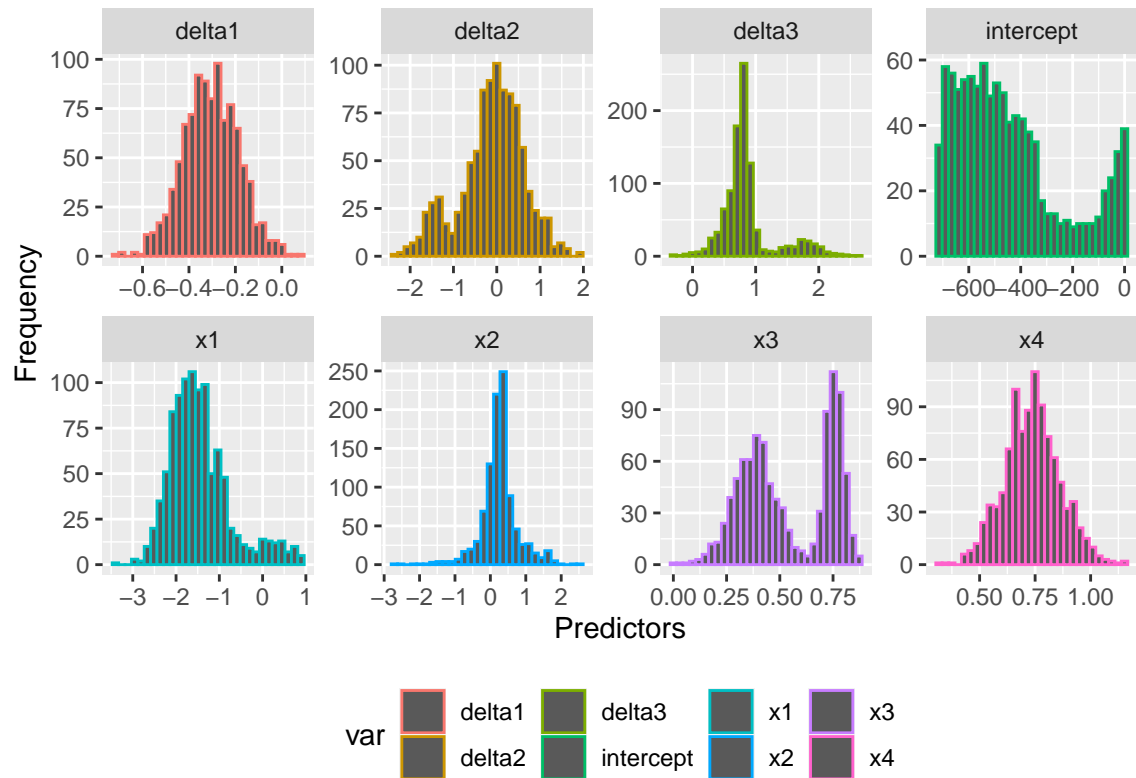 delta1 delta2 delta3 intercept
100
75
50
25
0
−0.6 −0.4 −0.2 0.0
100
75
50
25
0
−2 −1 0 1 2
200
100
0
0 1 2
60
40
20
0
−600 −400 −200 0
x1 x2 x3 x4
100
75
50
25
0
−3 −2 −1 0 1
250
200
150
100
50
0
−3 −2 −1 0 1 2
90
60
30
0
0.00 0.25 0.50 0.75
90
60
30
0
0.50 0.75 1.00
Frequency
Predictors
var
delta1 delta3 x1 x3
delta2 intercept x2 x4